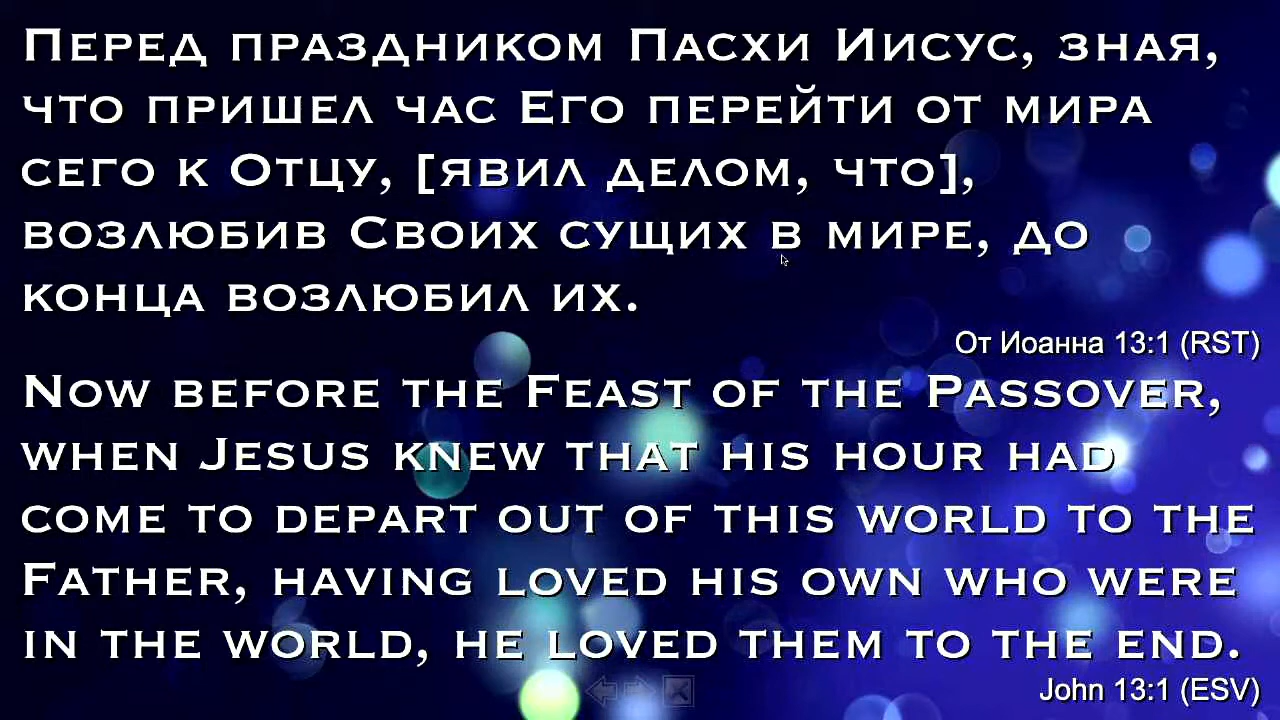 Перед праздником Пасхи Иисус, зная,
что пришел час Его перейти от мира
сего к Отцу, [явил делом, что],
возлюбив Своих сущих в мире, до
конца возлюбил их.
От Иоанна 13:1 (RST)
Now before the Feast of the Passover,
when Jesus knew that his hour had
come to depart out of this world to the
Father, having loved his own who were
in the world, he loved them to the end.
John 13:1 (ESV)